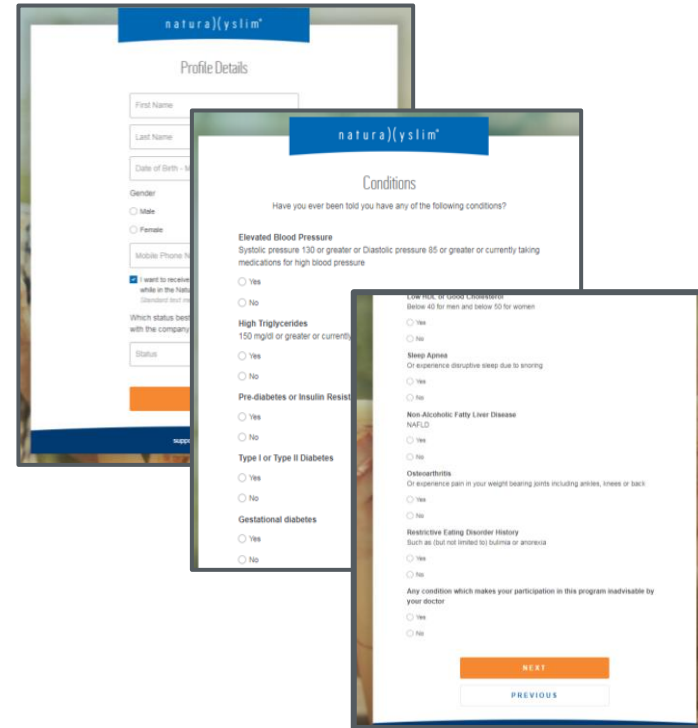 natura)(yslim®
Profile Details
First Name
Last Name
Date of Birth - M
Gender
Male
Female
Mobile Phone N
I want to receive
while in the Natu
Standard text me
Which status best
with the company
Status
supp
natura)(yslim®
Conditions
Have you ever been told you have any of the following conditions?
Elevated Blood Pressure
Systolic pressure 130 or greater or Diastolic pressure 85 or greater or currently taking
medications for high blood pressure
Yes
No
High Triglycerides
150 mg/dl or greater or currently
Yes
No
Pre-diabetes or Insulin Resist
Yes
No
Type I or Type II Diabetes
Yes
No
Gestational diabetes
Yes
No
Low HDL or Good Cholesterol
Below 40 for men and below 50 for women
Yes
No
Sleep Apnea
Or experience disruptive sleep due to snoring
Yes
No
Non-Alcoholic Fatty Liver Disease
NAFLD
Yes
No
Osteoarthritis
Or experience pain in your weight bearing joints including ankles, knees or back
Yes
No
Restrictive Eating Disorder History
Such as (but not limited to) bulimia or anorexia
Yes
No
Any condition which makes your participation in this program inadvisable by
your doctor
Yes
No
NEXT
PREVIOUS